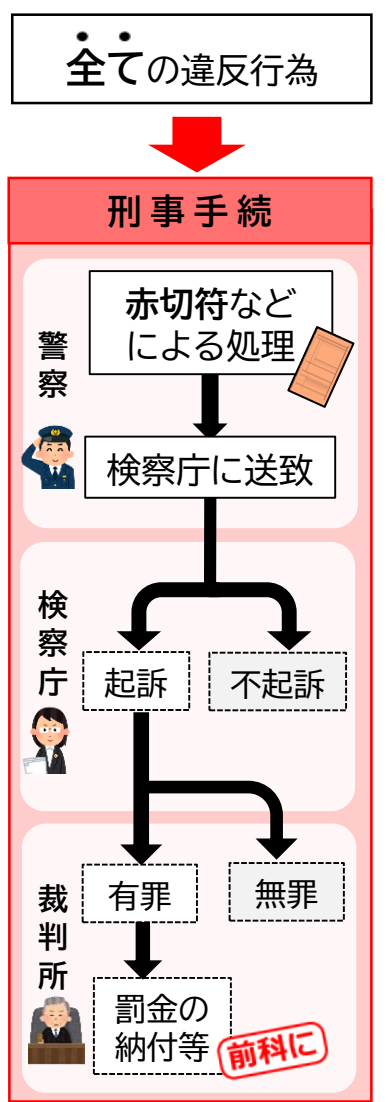 全ての違反行為
刑事手続
警察
赤切符など
による処理
検察庁に送致
検察庁
起訴
不起訴
裁判所
有罪
無罪
罰金の
納付等
前科に